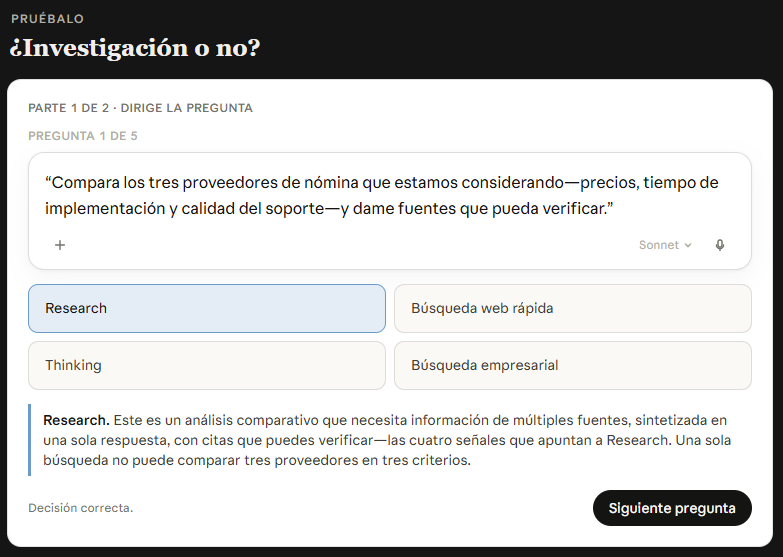 PRUÉBALO
¿Investigación o no?
PARTE 1 DE 2 · DIRIGE LA PREGUNTA
PREGUNTA 1 DE 5
“Compara los tres proveedores de nómina que estamos considerando—precios, tiempo de
implementación y calidad del soporte—y dame fuentes que pueda verificar.”
Sonnet
Research
Búsqueda web rápida
Thinking
Búsqueda empresarial
Research. Este es un análisis comparativo que necesita información de múltiples fuentes, sintetizada en
una sola respuesta, con citas que puedes verificar—las cuatro señales que apuntan a Research. Una sola
búsqueda no puede comparar tres proveedores en tres criterios.
Decisión correcta.
Siguiente pregunta